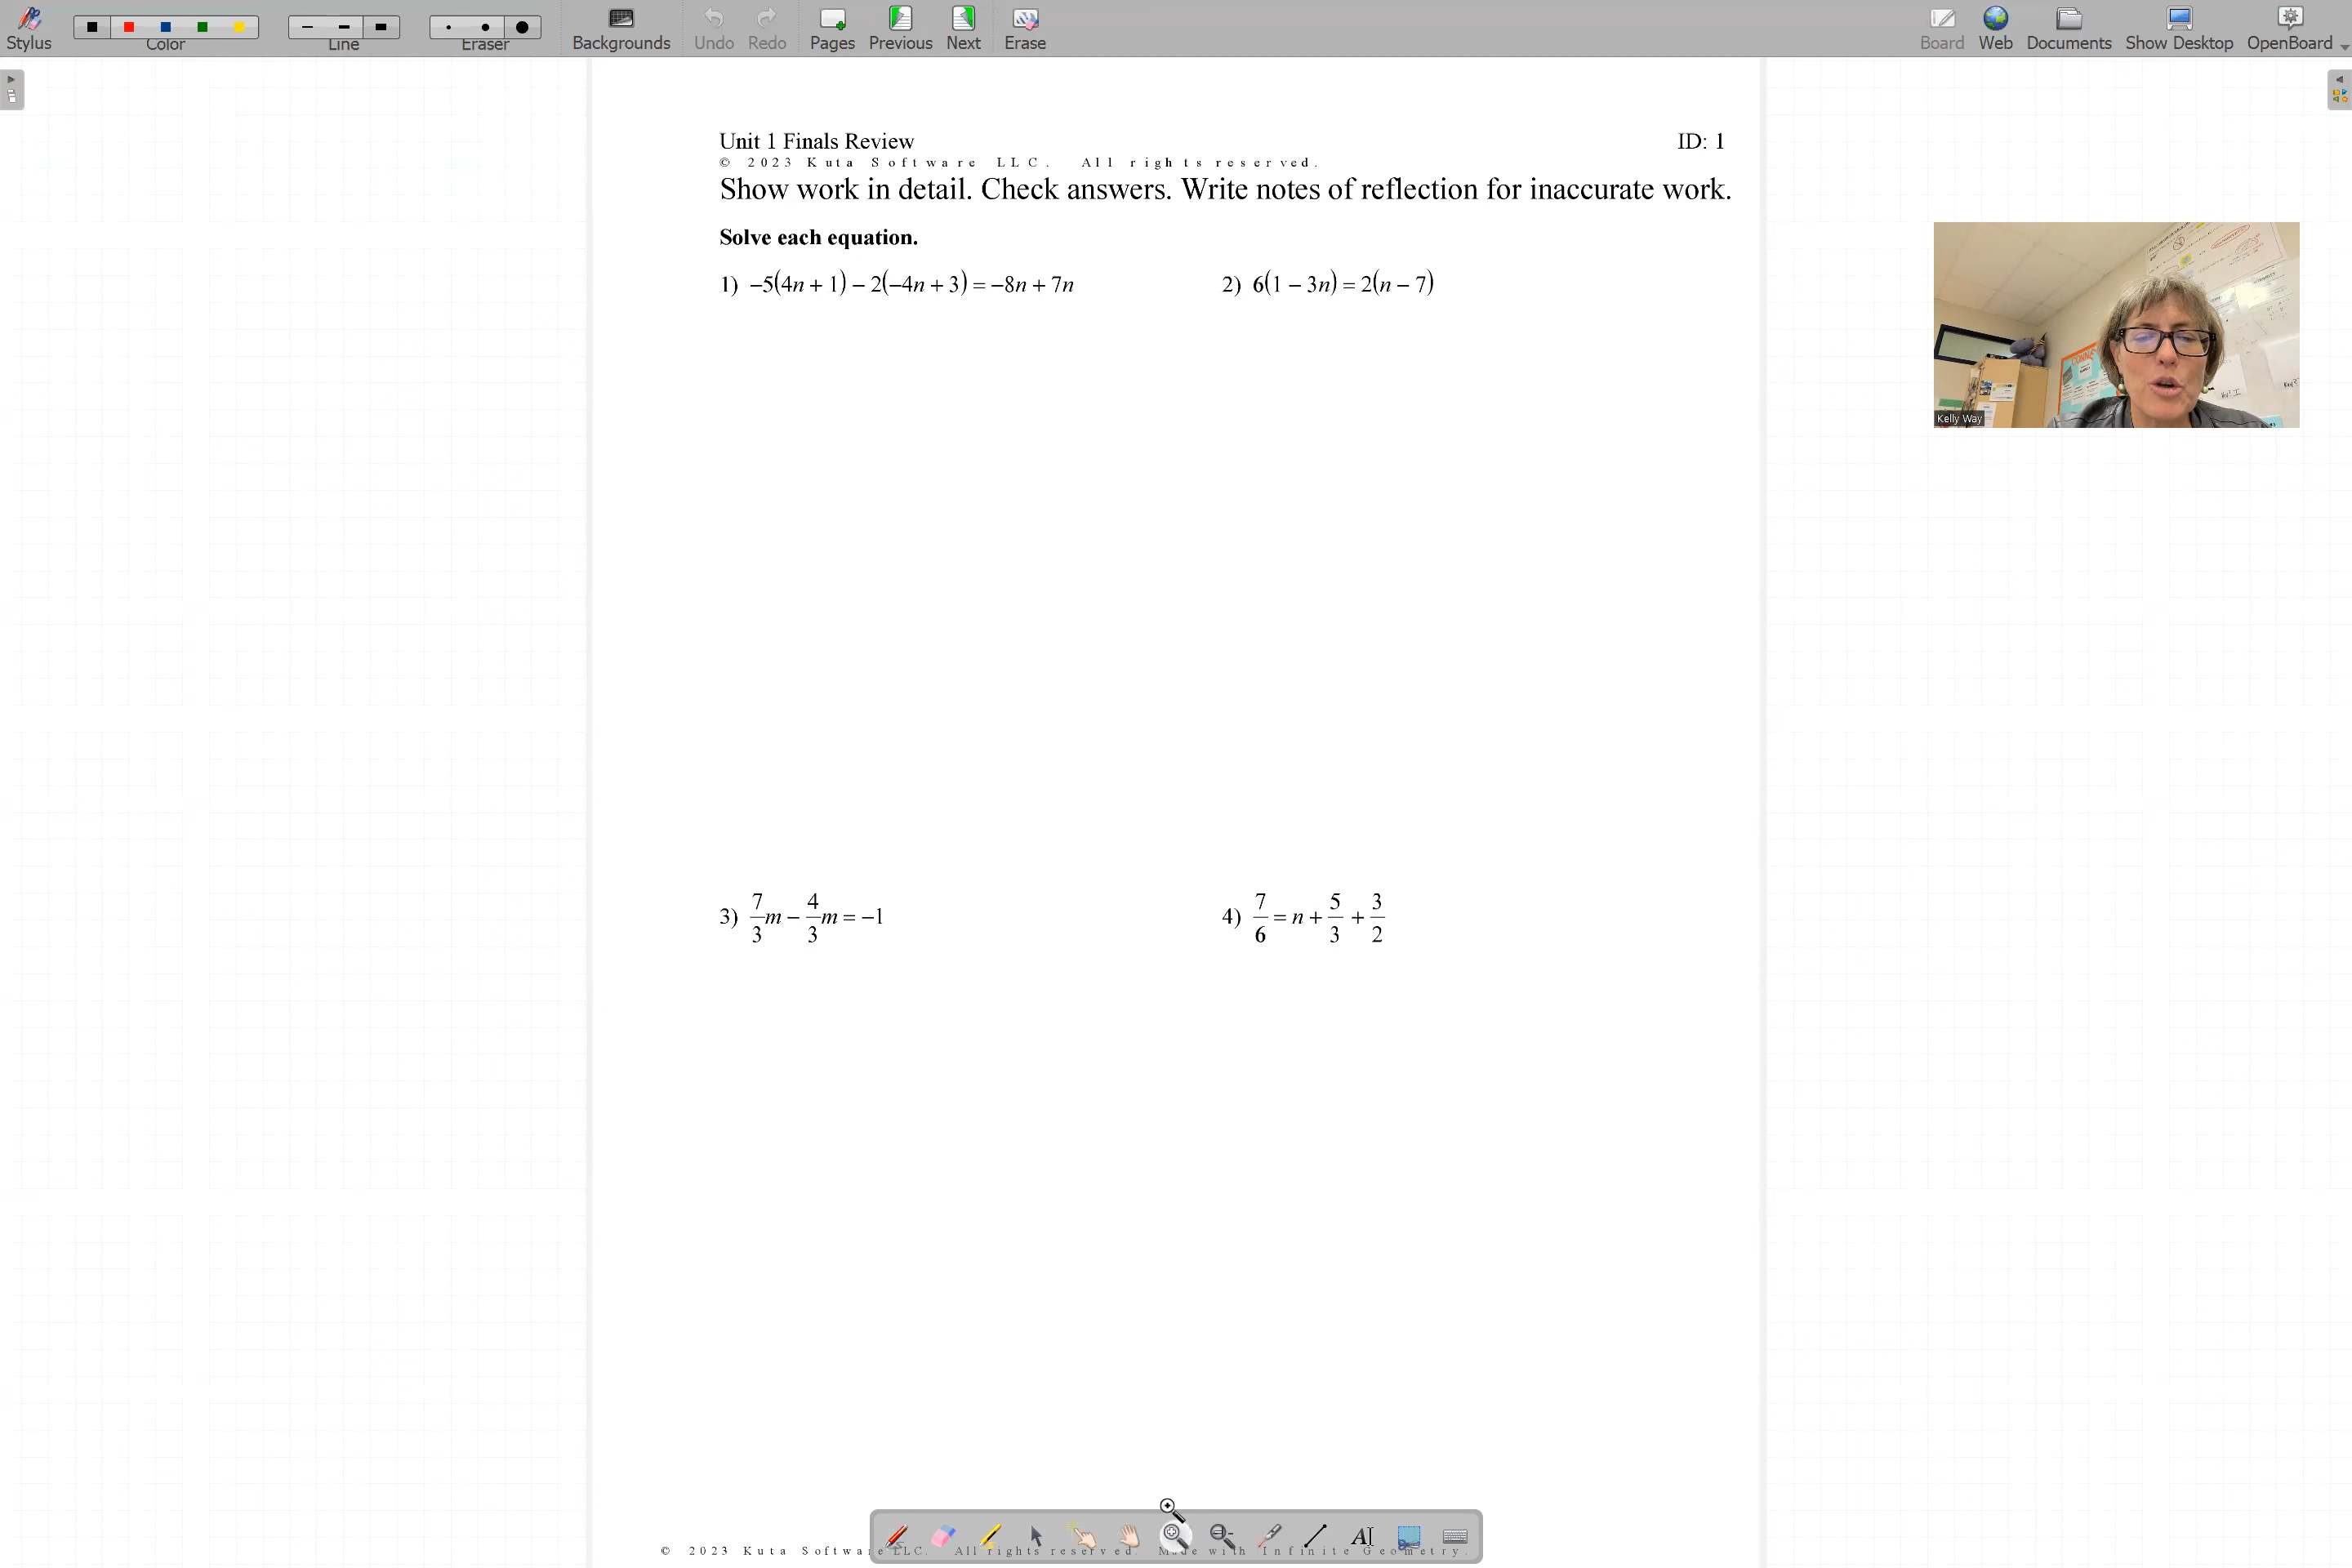 Stylus Color Line Eraser Backgrounds Undo Redo Pages Previous Next Erase Board Web Documents Show Desktop OpenBoard
Unit 1 Finals Review ID: 1
© 2023 Kuta Software LLC. All rights reserved.
Show work in detail. Check answers. Write notes of reflection for inaccurate work.
Solve each equation.
1) −5(4n + 1) − 2(−4n + 3) = −8n + 7n 2) 6(1 − 3n) = 2(n − 7)
Kelly Way
3) 7/3 m − 4/3 m = −1 4) 7/6 = n + 5/3 + 3/2
© 2023 Kuta Software LLC. All rights reserved. Made with Infinite Geometry.